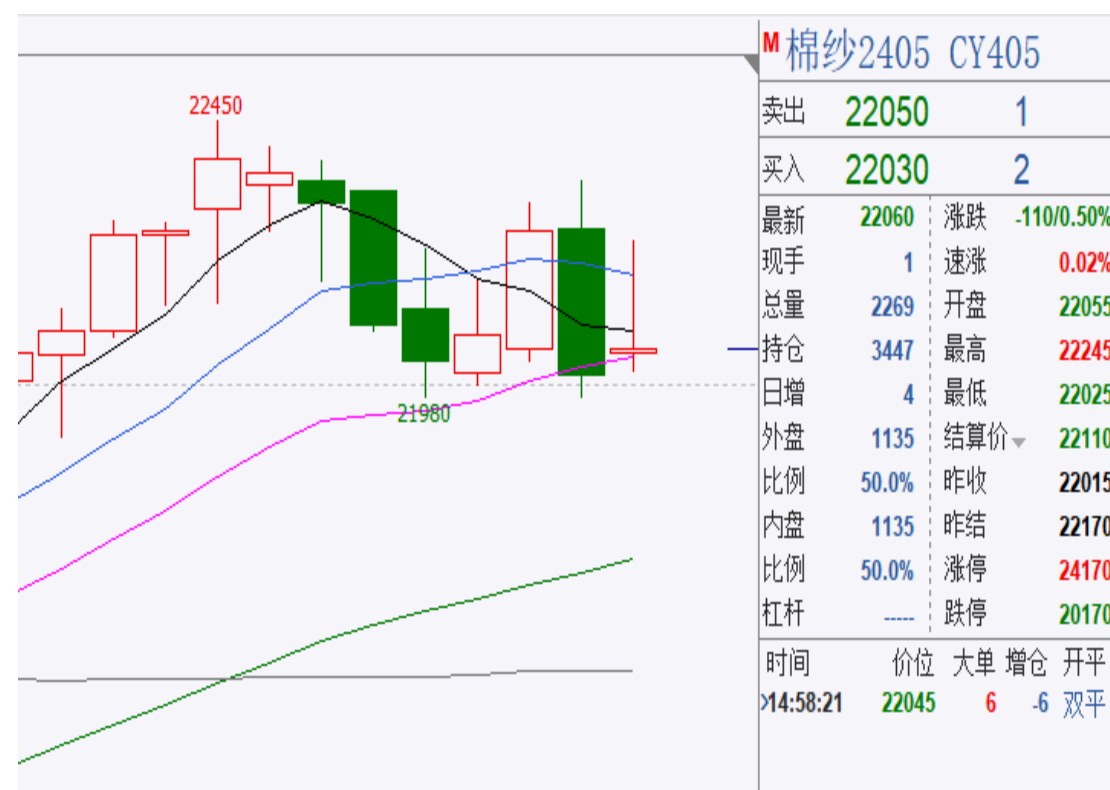 22450
21980
M 棉纱2405 CY405
卖出 22050 1
买入 22030 2
最新 22060 涨跌 -110/0.50%
现手 1 速涨 0.02%
总量 2269 开盘 22055
持仓 3447 最高 22245
日增 4 最低 22025
外盘 1135 结算价 22110
比例 50.0% 昨收 22015
内盘 1135 昨结 22170
比例 50.0% 涨停 24170
杠杆 ----- 跌停 20170
时间 价位 大单 增仓 开平
14:58:21 22045 6 -6 双平